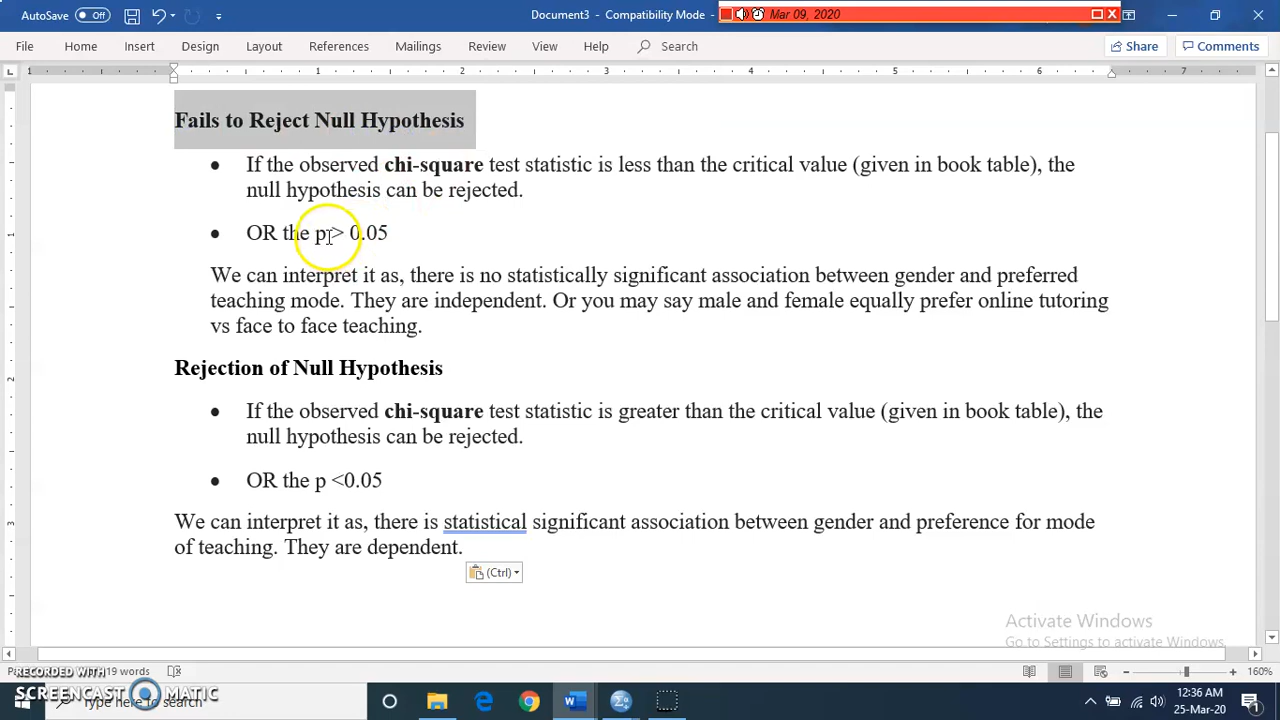 Document3 - Compatibility Mode
Mar 09, 2020
AutoSave Off
File Home Insert Design Layout References Mailings Review View Help Search Share Comments
1 1 2 3 4 5 6 7
Fails to Reject Null Hypothesis
• If the observed chi-square test statistic is less than the critical value (given in book table), the
null hypothesis can be rejected.
• OR the p > 0.05
We can interpret it as, there is no statistically significant association between gender and preferred
teaching mode. They are independent. Or you may say male and female equally prefer online tutoring
vs face to face teaching.
Rejection of Null Hypothesis
• If the observed chi-square test statistic is greater than the critical value (given in book table), the
null hypothesis can be rejected.
• OR the p <0.05
We can interpret it as, there is statistical significant association between gender and preference for mode
of teaching. They are dependent.
(Ctrl)
Activate Windows
Go to Settings to activate Windows.
RECORDED WITH
19 words
160%
SCREENCAST MATIC
Type here to search
12:36 AM
25-Mar-20